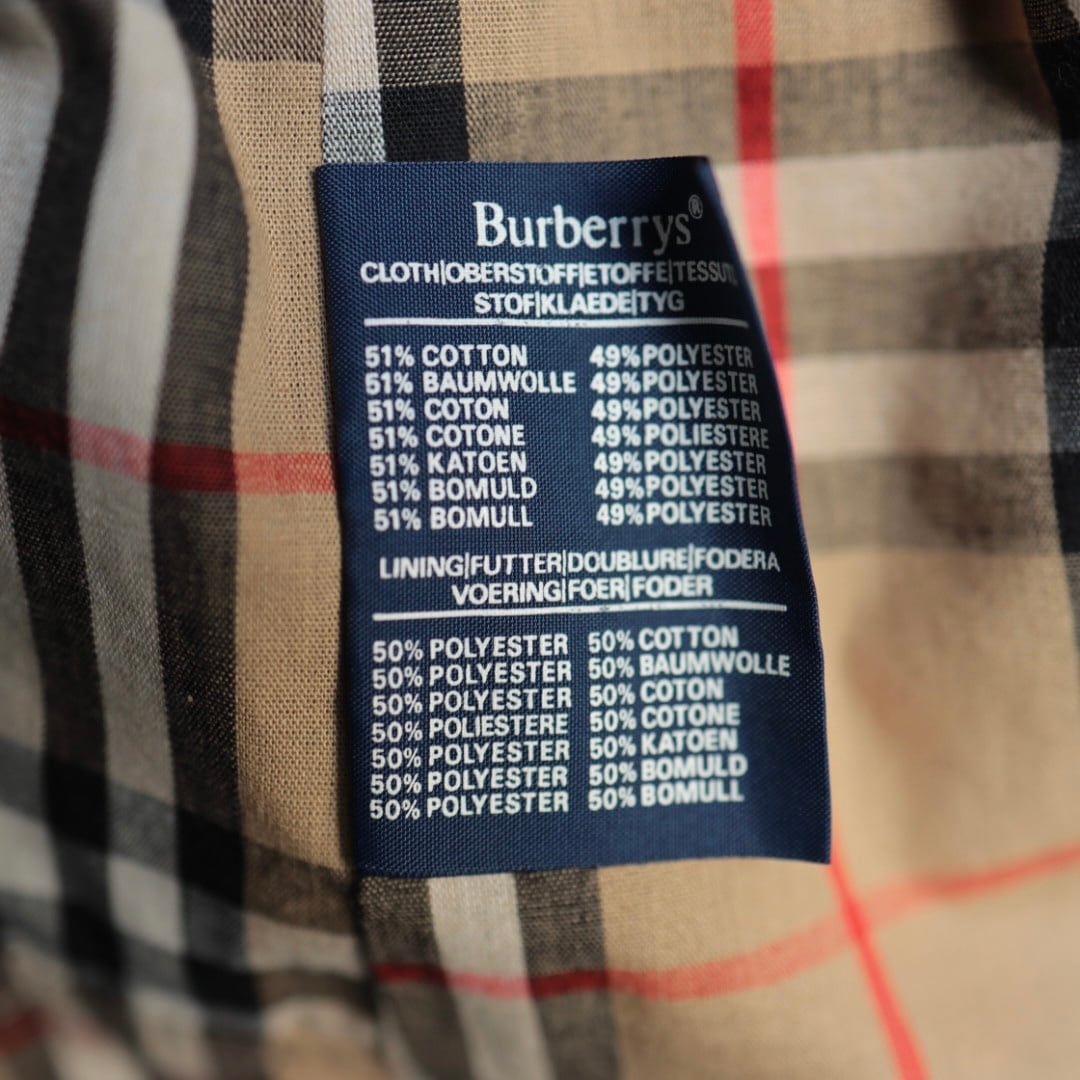 Burberrys®
CLOTH|OBERSTOFF|ETOFFE|TESSUTI
STOF|KLAEDE|TYG
51% COTTON 49% POLYESTER
51% BAUMWOLLE 49% POLYESTER
51% COTON 49% POLYESTER
51% COTONE 49% POLIESTERE
51% KATOEN 49% POLYESTER
51% BOMULD 49% POLYESTER
51% BOMULL 49% POLYESTER
LINING|FUTTER|DOUBLURE|FODERA
VOERING|FOER|FODER
50% POLYESTER 50% COTTON
50% POLYESTER 50% BAUMWOLLE
50% POLYESTER 50% COTON
50% POLIESTERE 50% COTONE
50% POLYESTER 50% KATOEN
50% POLYESTER 50% BOMULD
50% POLYESTER 50% BOMULL